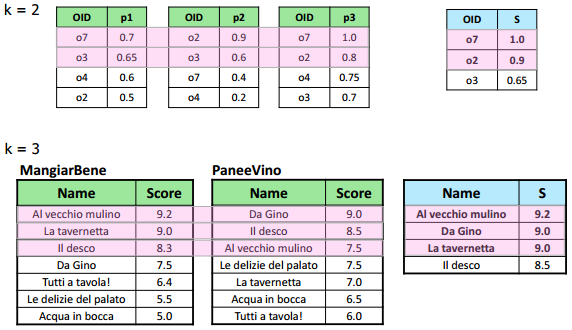 k = 2
OID p1 OID p2 OID p3 OID S
o7 0.7 o2 0.9 o7 1.0 o7 1.0
o3 0.65 o3 0.6 o2 0.8 o2 0.9
o4 0.6 o7 0.4 o4 0.75 o3 0.65
o2 0.5 o4 0.2 o3 0.7
k = 3
MangiarBene PaneeVino
Name Score Name Score Name S
Al vecchio mulino 9.2 Da Gino 9.0 Al vecchio mulino 9.2
La tavernetta 9.0 Il desco 8.5 Da Gino 9.0
Il desco 8.3 Al vecchio mulino 7.5 La tavernetta 9.0
Da Gino 7.5 Le delizie del palato 7.5 Il desco 8.5
Tutti a tavola! 6.4 La tavernetta 7.0
Le delizie del palato 5.5 Acqua in bocca 6.5
Acqua in bocca 5.0 Tutti a tavola! 6.0